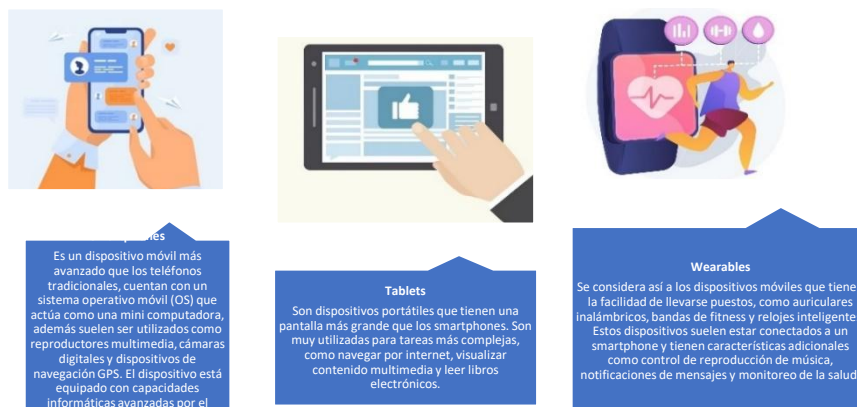 Es un dispositivo móvil más
avanzado que los teléfonos
tradicionales, cuentan con un
sistema operativo móvil (OS) que
actúa como una mini computadora,
además suelen ser utilizados como
reproductores multimedia, cámaras
digitales y dispositivos de
navegación GPS. El dispositivo está
equipado con capacidades
informáticas avanzadas por el
Tablets
Son dispositivos portátiles que tienen una
pantalla más grande que los smartphones. Son
muy utilizadas para tareas más complejas,
como navegar por internet, visualizar
contenido multimedia y leer libros
electrónicos.
Wearables
Se considera así a los dispositivos móviles que tiene
la facilidad de llevarse puestos, como auriculares
inalámbricos, bandas de fitness y relojes inteligente
Estos dispositivos suelen estar conectados a un
smartphone y tienen características adicionales
como control de reproducción de música,
notificaciones de mensajes y monitoreo de la salud